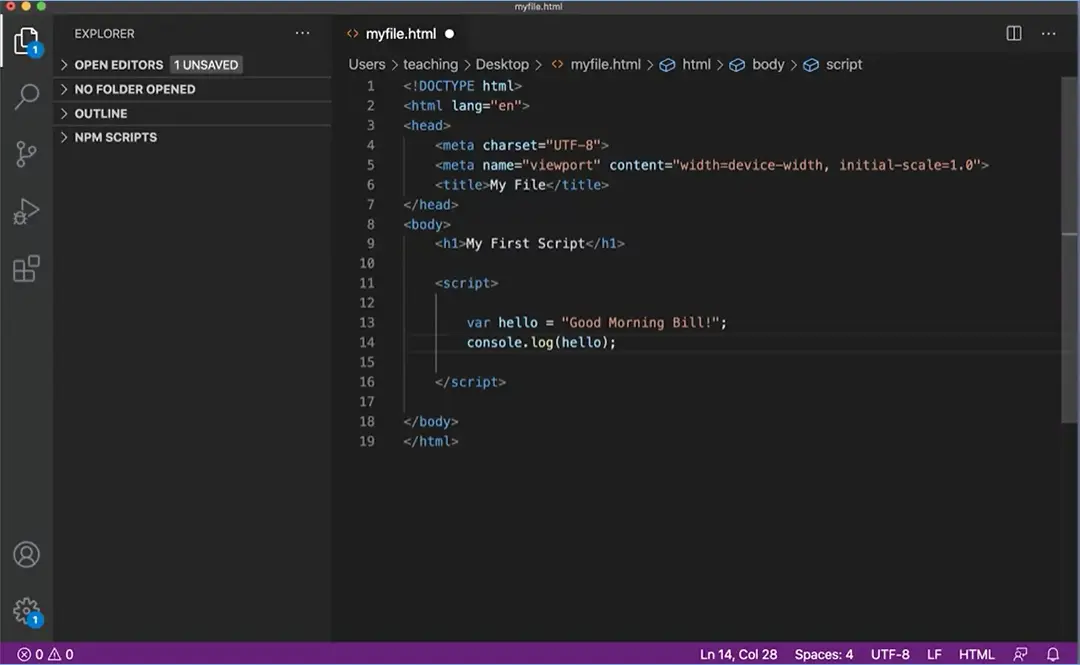 myfile.html
EXPLORER ···
OPEN EDITORS 1 UNSAVED
NO FOLDER OPENED
OUTLINE
NPM SCRIPTS
1
1
<> myfile.html ●
Users > teaching > Desktop > <> myfile.html > html > body > script
1 <!DOCTYPE html>
2 <html lang="en">
3 <head>
4 <meta charset="UTF-8">
5 <meta name="viewport" content="width=device-width, initial-scale=1.0">
6 <title>My File</title>
7 </head>
8 <body>
9 <h1>My First Script</h1>
10
11 <script>
12
13 var hello = "Good Morning Bill!";
14 console.log(hello);
15
16 </script>
17
18 </body>
19 </html>
0 0 Ln 14, Col 28 Spaces: 4 UTF-8 LF HTML